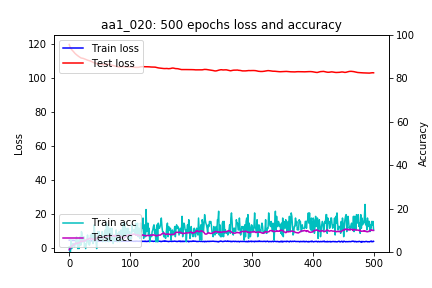 aa1_020: 500 epochs loss and accuracy
120
100
80
60
40
20
0
Loss
Train loss
Test loss
Train acc
Test acc
100
80
60
40
20
0
Accuracy
0
100
200
300
400
500